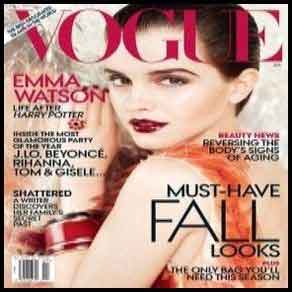 VOGUE
EMMA
WATSON
LIFE AFTER
HARRY POTTER
INSIDE THE MOST
GLAMOROUS PARTY
OF THE YEAR
J.LO, BEYONCÉ,
RIHANNA,
TOM & GISELE...
SHATTERED
A WRITER
DISCOVERS
HER FAMILY'S
SECRET
PAST
BEAUTY NEWS
REVERSING THE
BODY'S SIGNS
OF AGING
MUST-HAVE
FALL
LOOKS
PLUS
THE ONLY BAG YOU'LL
NEED THIS SEASON